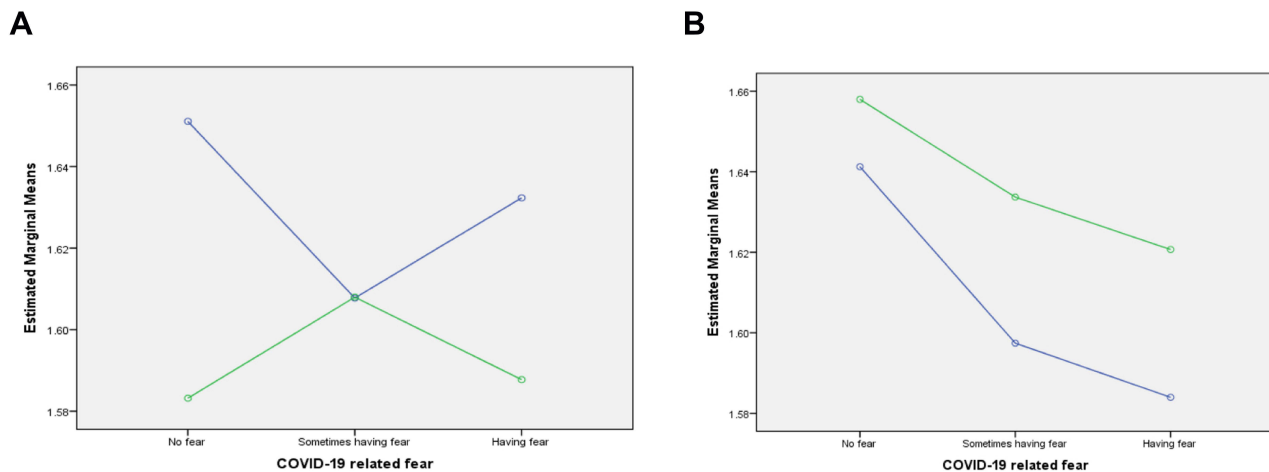 A
Estimated Marginal Means
1.66
1.64
1.62
1.60
1.58
No fear
Sometimes having fear
Having fear
COVID-19 related fear
B
Estimated Marginal Means
1.66
1.64
1.62
1.60
1.58
No fear
Sometimes having fear
Having fear
COVID-19 related fear